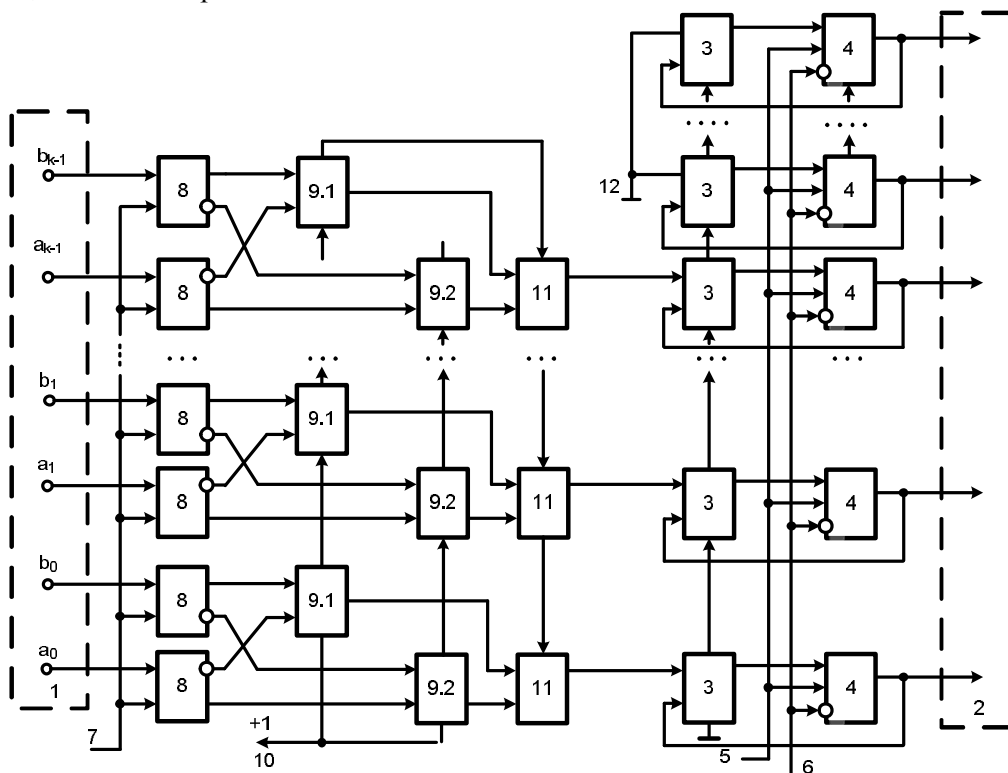 3 4
b_{k-1} 8 9.1 12 3 4
a_{k-1} 8 9.2 11 3 4
b_1 8 9.1
a_1 8 9.2 11 3 4
b_0 8 9.1
a_0 8 9.2 11 3 4
1 2
7 +1 5 6
10